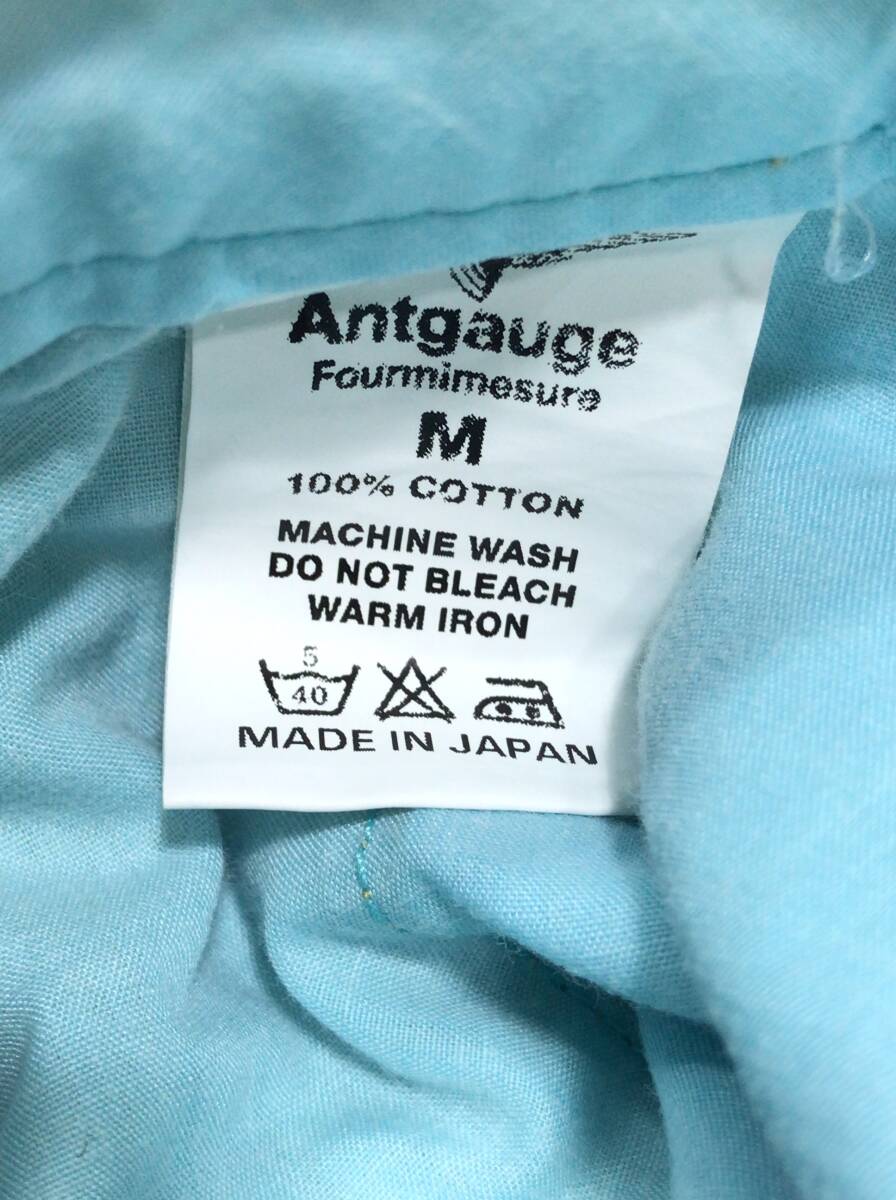 Antgauge
Fourmimesure
M
100% COTTON
MACHINE WASH
DO NOT BLEACH
WARM IRON
5
40
MADE IN JAPAN